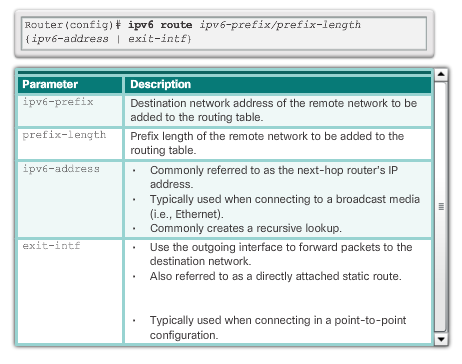 Router(config)# ipv6 route ipv6-prefix/prefix-length
{ipv6-address | exit-intf}
Parameter Description
ipv6-prefix Destination network address of the remote network to be
added to the routing table.
prefix-length Prefix length of the remote network to be added to the
routing table.
ipv6-address • Commonly referred to as the next-hop router's IP
address.
• Typically used when connecting to a broadcast media
(i.e., Ethernet).
• Commonly creates a recursive lookup.
exit-intf • Use the outgoing interface to forward packets to the
destination network.
• Also referred to as a directly attached static route.
• Typically used when connecting in a point-to-point
configuration.